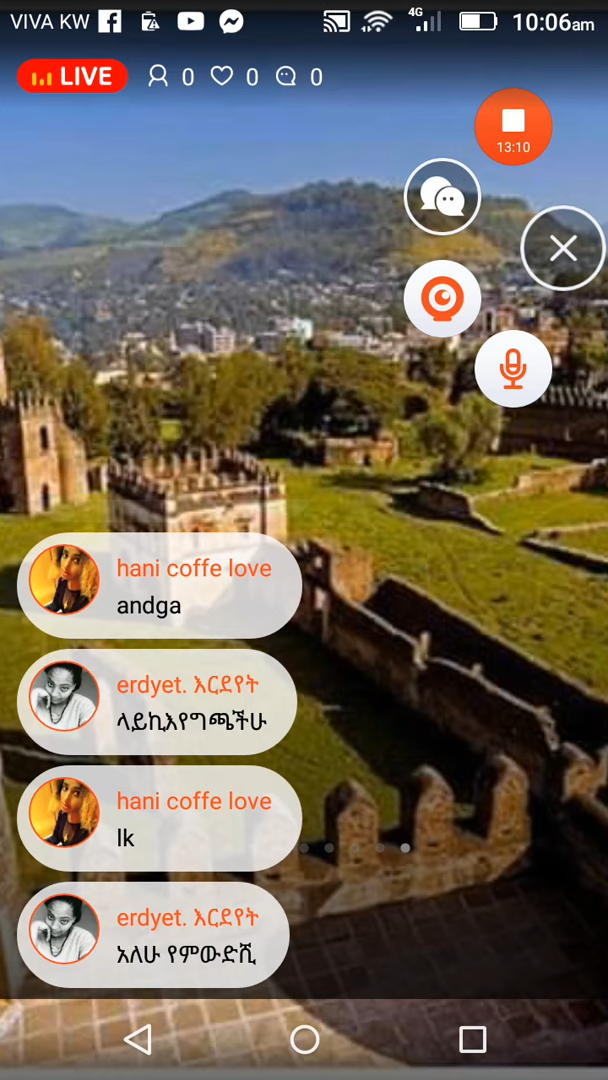 VIVA KW
4G
10:06am
LIVE 0 0 0
13:10
hani coffe love
andga
erdyet. እርደየት
ላይኪእየግጫችሁ
hani coffe love
lk
erdyet. እርደየት
አለሁ የምውድሺ